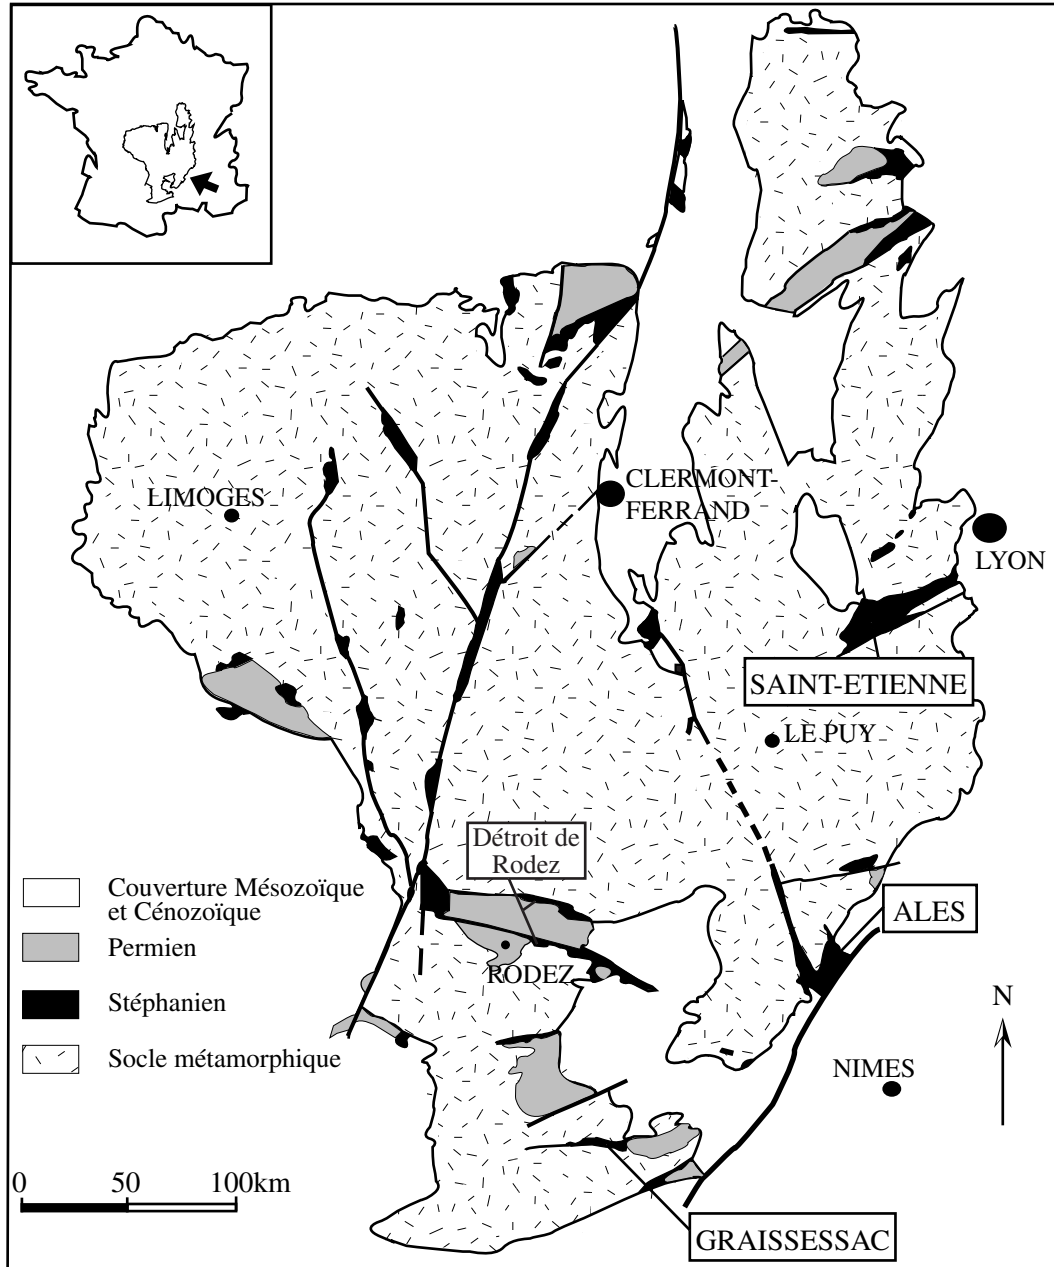 CLERMONT-
FERRAND
LIMOGES
LYON
SAINT-ETIENNE
LE PUY
Détroit de
Rodez
Couverture Mésozoïque
et Cénozoïque
ALES
Permien
RODEZ
Stéphanien
N
Socle métamorphique
NIMES
0 50 100km
GRAISSESSAC